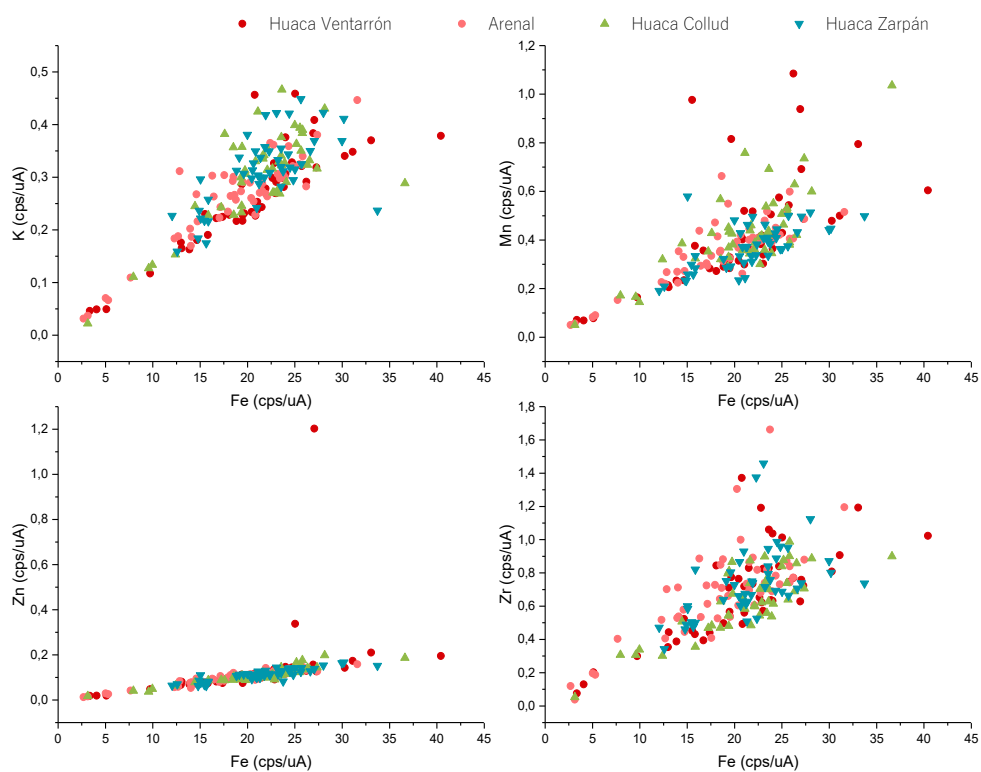 Huaca Ventarrón Arenal Huaca Collud Huaca Zarpán
0,5
0,4
0,3
0,2
0,1
0,0
K (cps/uA)
0 5 10 15 20 25 30 35 40 45
Fe (cps/uA)
1,2
1,0
0,8
0,6
0,4
0,2
0,0
Mn (cps/uA)
0 5 10 15 20 25 30 35 40 45
Fe (cps/uA)
1,2
1,0
0,8
0,6
0,4
0,2
0,0
Zn (cps/uA)
0 5 10 15 20 25 30 35 40 45
Fe (cps/uA)
1,8
1,6
1,4
1,2
1,0
0,8
0,6
0,4
0,2
0,0
Zr (cps/uA)
0 5 10 15 20 25 30 35 40 45
Fe (cps/uA)